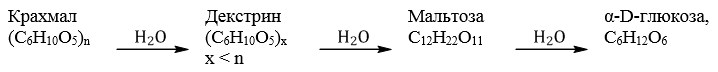 Крахмал Декстрин Мальтоза α-D-глюкоза,
(C₆H₁₀O₅)ₙ H₂O (C₆H₁₀O₅)ₓ H₂O C₁₂H₂₂O₁₁ H₂O C₆H₁₂O₆
x < n